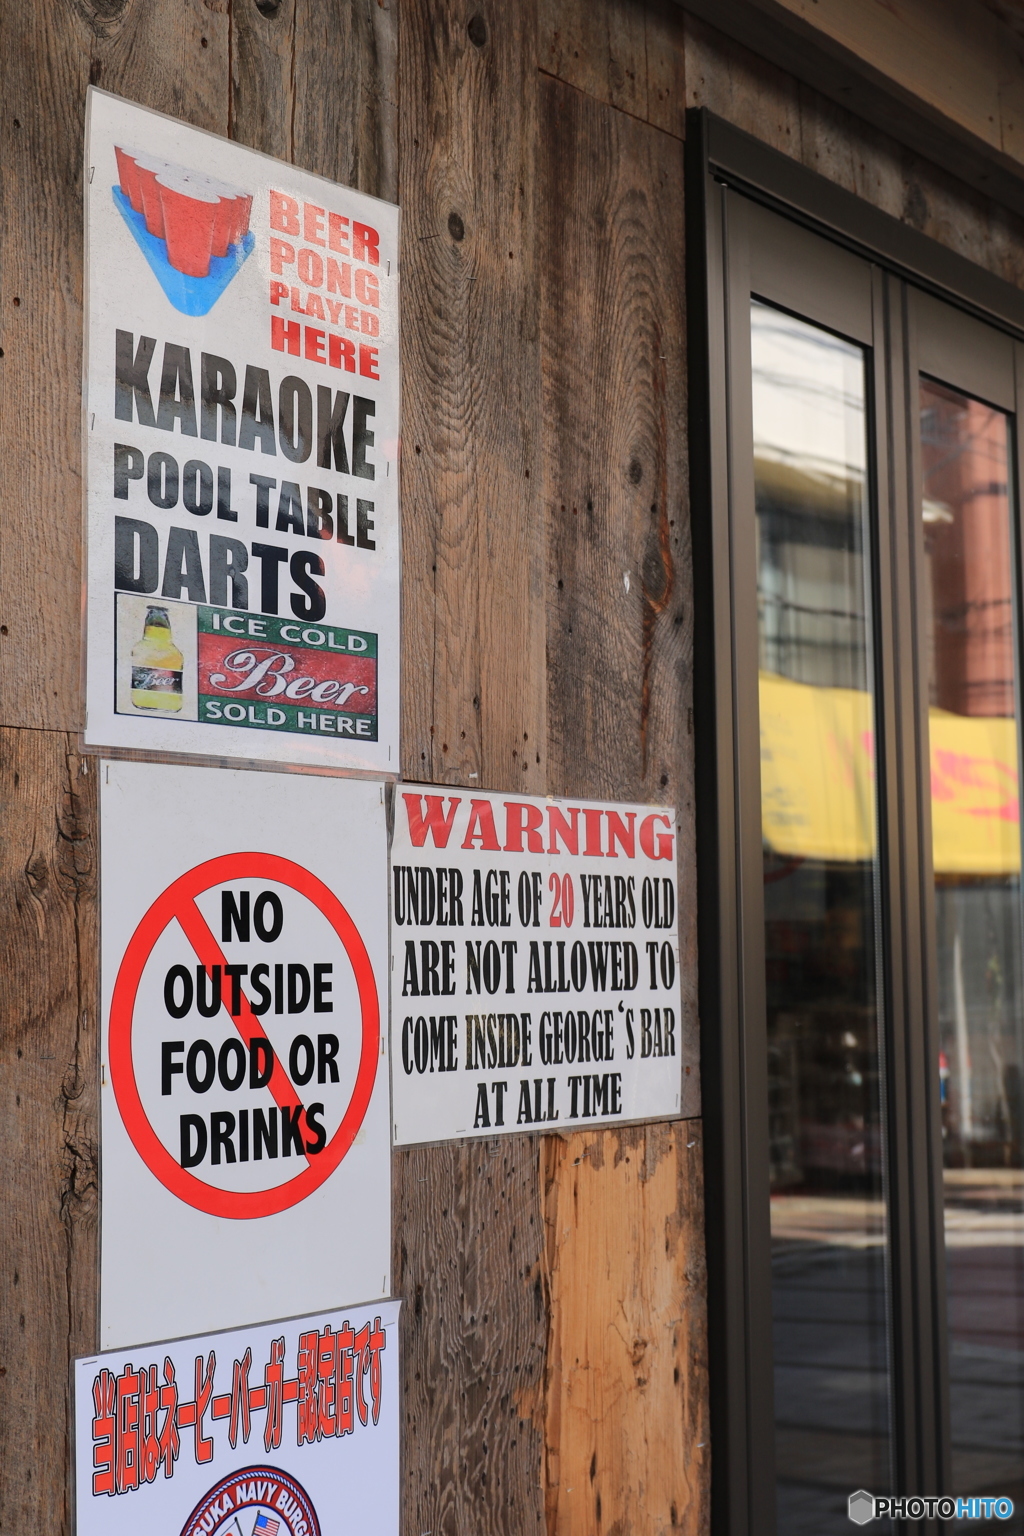 BEER
PONG
PLAYED
HERE
KARAOKE
POOL TABLE
DARTS
Beer
ICE COLD
Beer
SOLD HERE
NO
OUTSIDE
FOOD OR
DRINKS
WARNING
UNDER AGE OF 20 YEARS OLD
ARE NOT ALLOWED TO
COME INSIDE GEORGE'S BAR
AT ALL TIME
当店はネービーバーガー認定店です
SUKA NAVY BURG
PHOTOHITO